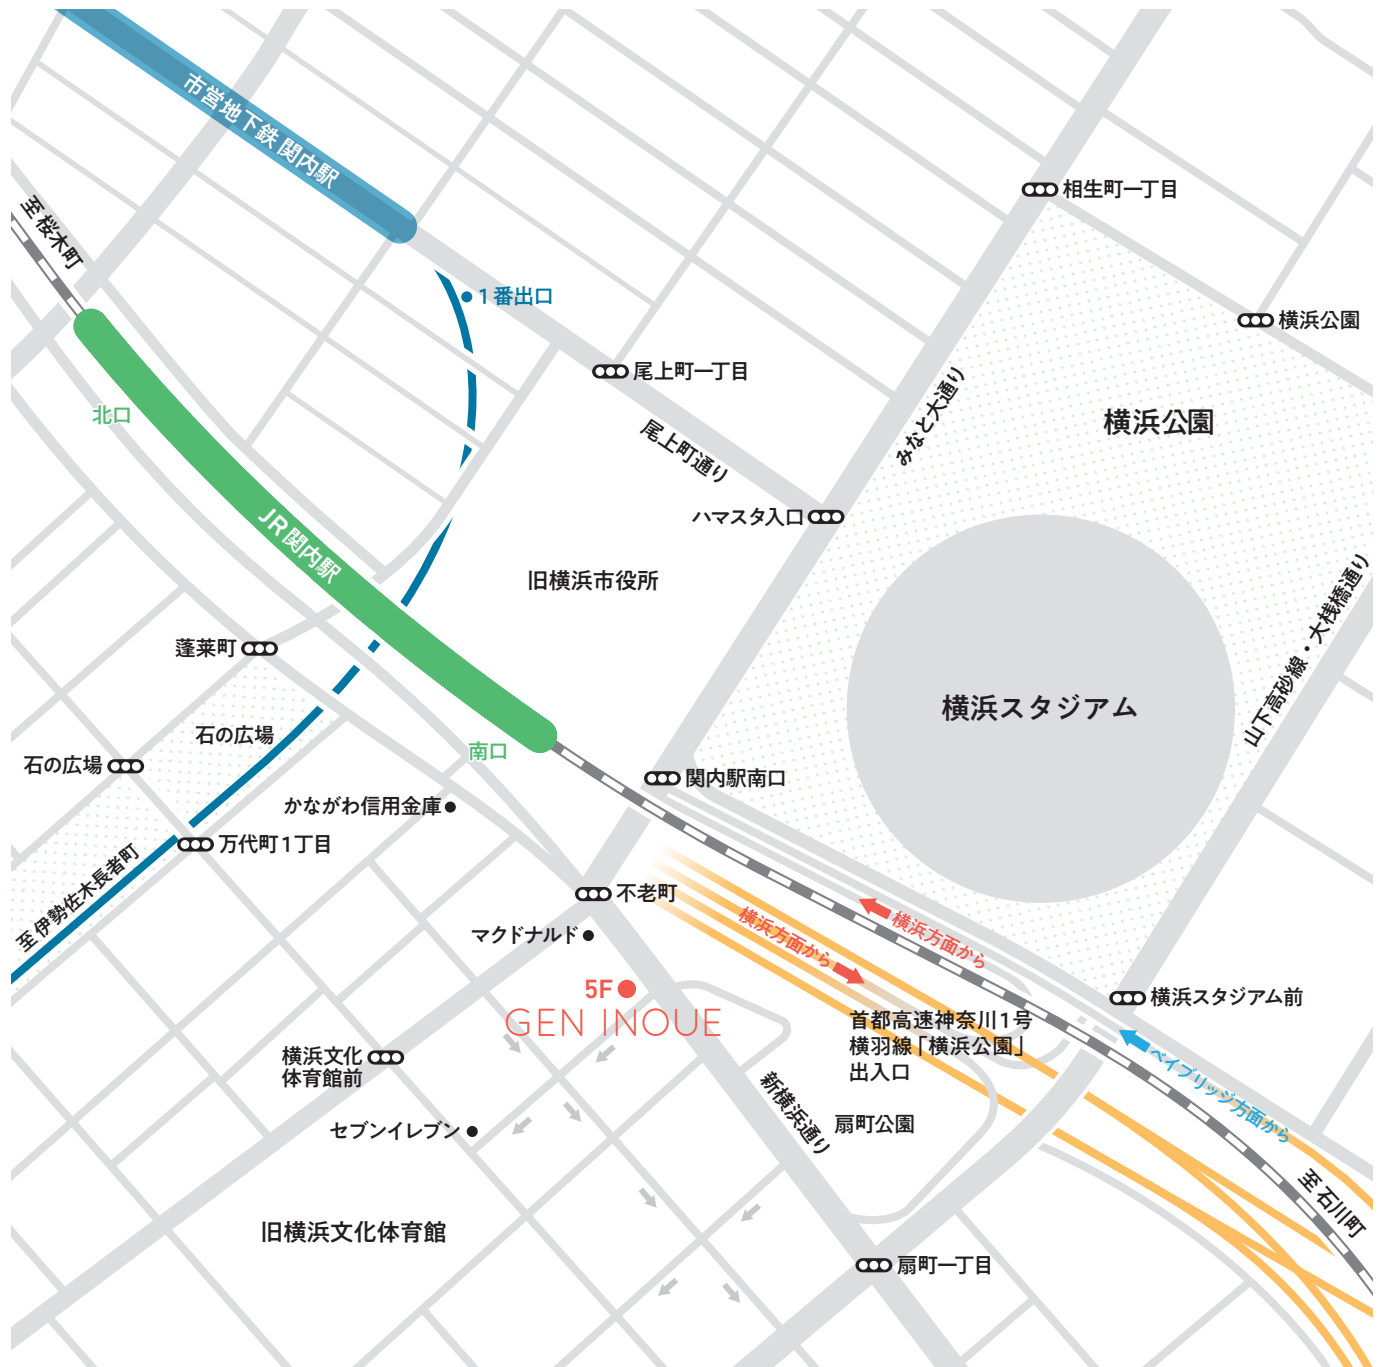 市営地下鉄 関内駅
相生町一丁目
至 桜木町
1番出口
横浜公園
尾上町一丁目
北口
みなと大通り
横浜公園
尾上町通り
ハマスタ入口
JR関内駅
旧横浜市役所
山下高砂線・大桟橋通り
蓬莱町
横浜スタジアム
石の広場
南口
石の広場
関内駅南口
かながわ信用金庫
万代町1丁目
至 伊勢佐木長者町
不老町
マクドナルド
横浜方面から
横浜方面から
5F
GEN INOUE
横浜スタジアム前
首都高速神奈川1号
横羽線「横浜公園」
出入口
横浜文化
体育館前
ベイブリッジ方面から
新横浜通り
扇町公園
セブンイレブン
至 石川町
旧横浜文化体育館
扇町一丁目